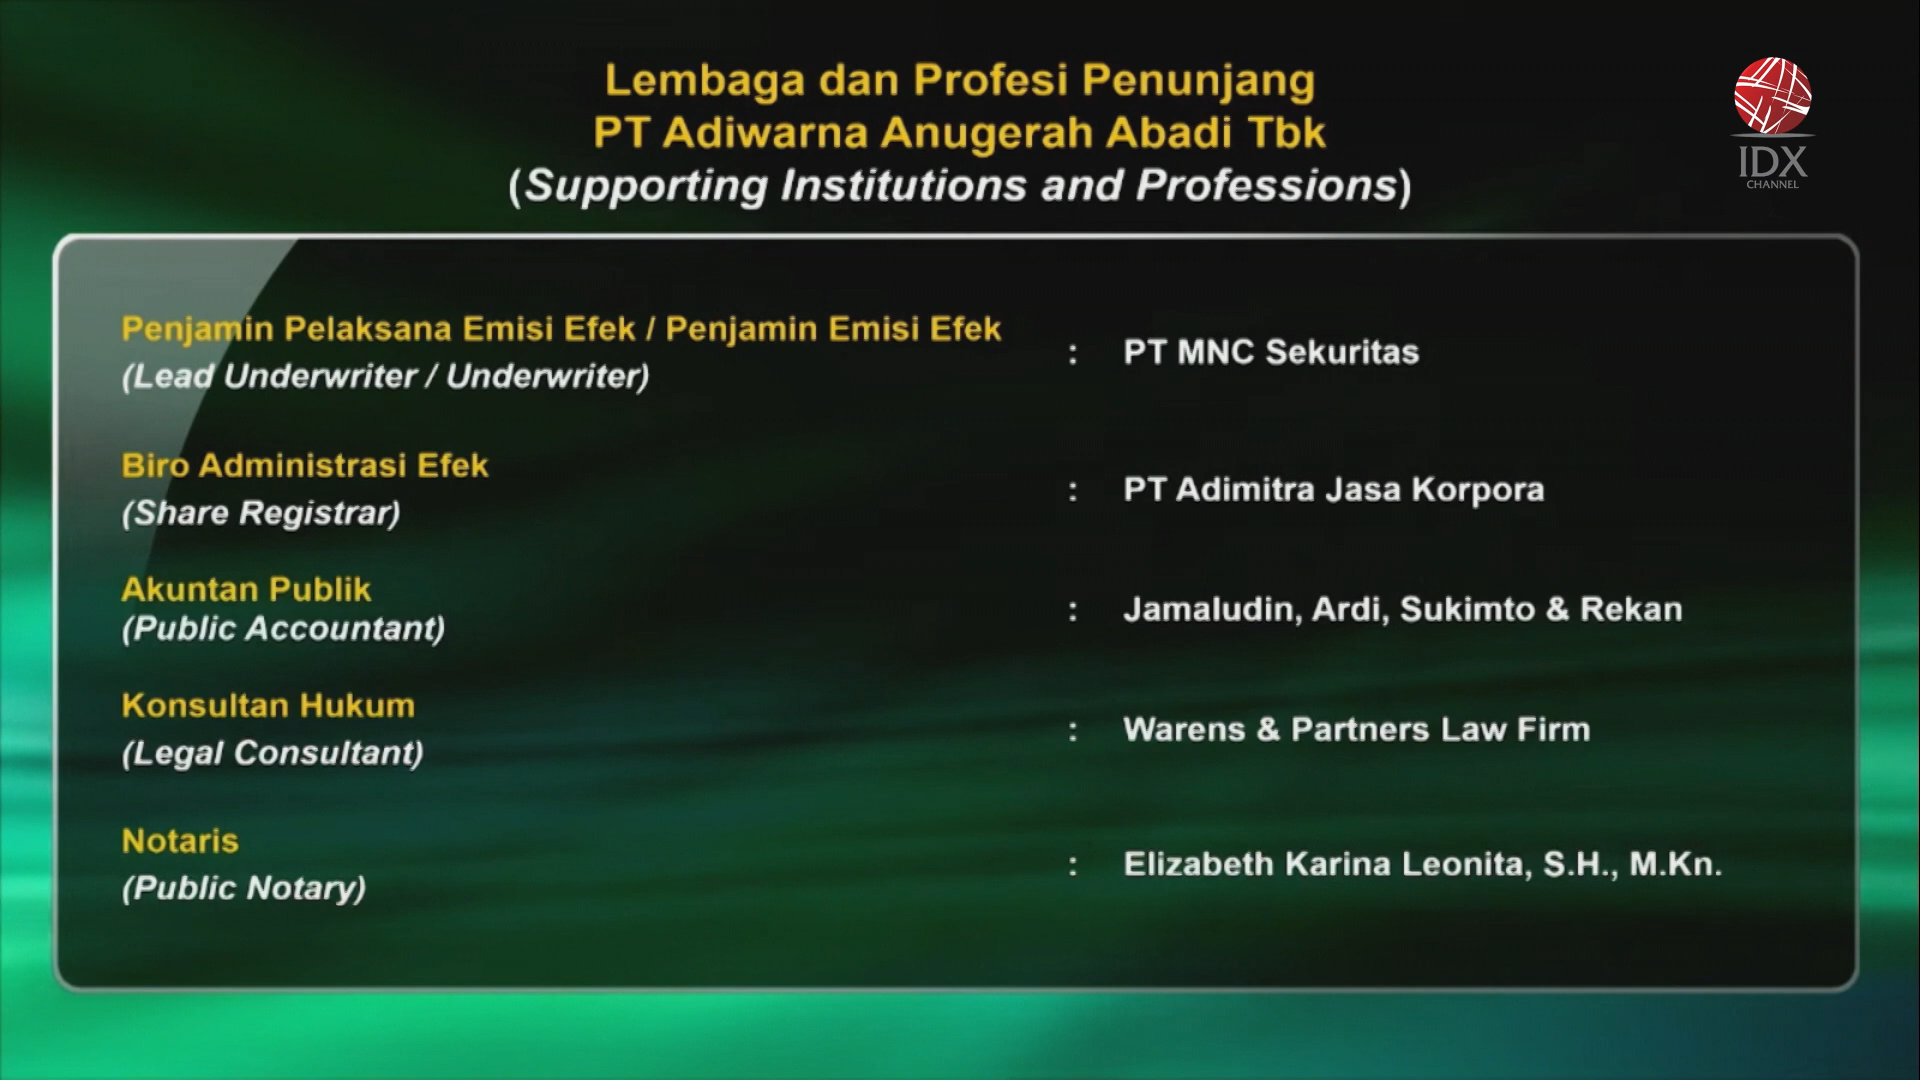 Lembaga dan Profesi Penunjang
PT Adiwarna Anugerah Abadi Tbk
(Supporting Institutions and Professions)
IDX
CHANNEL
Penjamin Pelaksana Emisi Efek / Penjamin Emisi Efek
(Lead Underwriter / Underwriter)
: PT MNC Sekuritas
Biro Administrasi Efek
(Share Registrar)
: PT Adimitra Jasa Korpora
Akuntan Publik
(Public Accountant)
: Jamaludin, Ardi, Sukimto & Rekan
Konsultan Hukum
(Legal Consultant)
: Warens & Partners Law Firm
Notaris
(Public Notary)
: Elizabeth Karina Leonita, S.H., M.Kn.